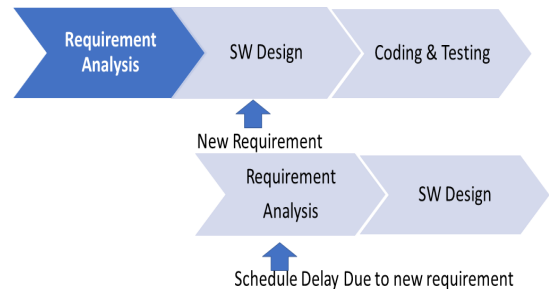 Requirement
Analysis
SW Design
Coding & Testing
New Requirement
Requirement
Analysis
SW Design
Schedule Delay Due to new requirement